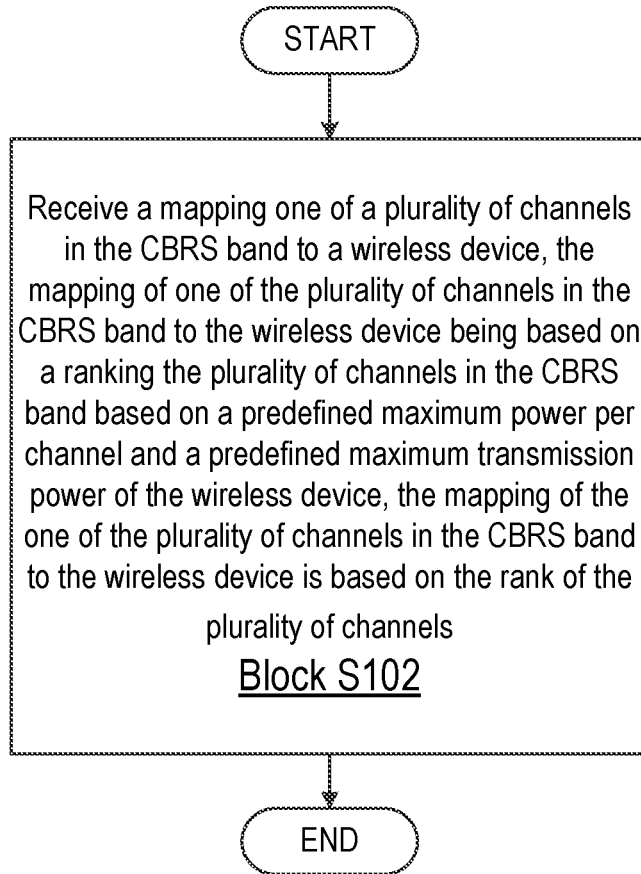 START
Receive a mapping one of a plurality of channels
in the CBRS band to a wireless device, the
mapping of one of the plurality of channels in the
CBRS band to the wireless device being based on
a ranking the plurality of channels in the CBRS
band based on a predefined maximum power per
channel and a predefined maximum transmission
power of the wireless device, the mapping of the
one of the plurality of channels in the CBRS band
to the wireless device is based on the rank of the
plurality of channels
Block S102
END